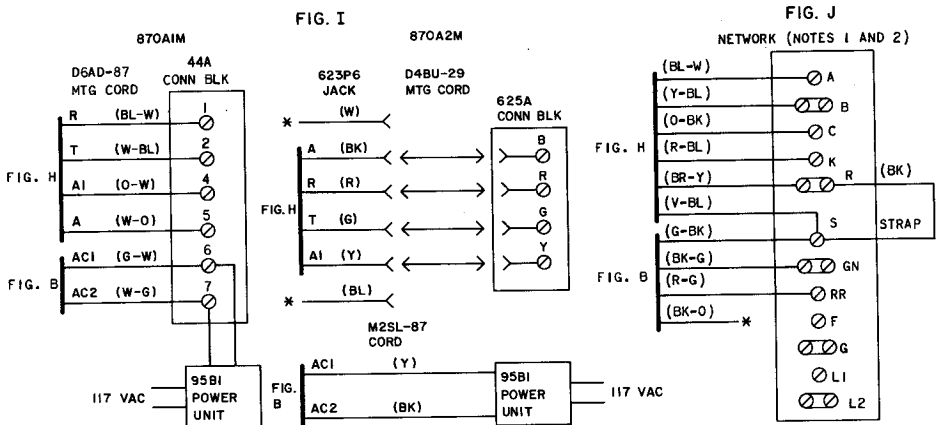 FIG. I
870A1M
D6AD-87
MTG CORD
44A
CONN BLK
R (BL-W) 1
T (W-BL) 2
A1 (O-W) 4
A (W-O) 5
FIG. H
AC1 (G-W) 6
AC2 (W-G) 7
FIG. B
117 VAC
95B1
POWER
UNIT
870A2M
623P6
JACK
D4BU-29
MTG CORD
625A
CONN BLK
* (W)
A (BK) B
R (R) R
T (G) G
A1 (Y) Y
FIG.H
* (BL)
M2SL-87
CORD
AC1 (Y)
AC2 (BK)
FIG.
B
95B1
POWER
UNIT
117 VAC
FIG. J
NETWORK (NOTES 1 AND 2)
(BL-W) A
(Y-BL) B
(O-BK) C
(R-BL) K
(BR-Y) R (BK)
(V-BL)
FIG. H
(G-BK) S STRAP
(BK-G) GN
(R-G) RR
(BK-O) *
FIG. B
F
G
L1
L2